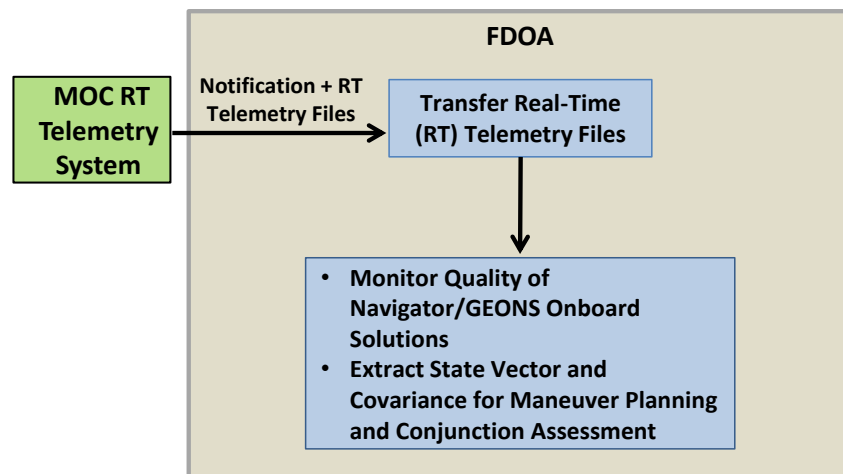 FDOA
MOC RT
Telemetry
System
Notification + RT
Telemetry Files
Transfer Real-Time
(RT) Telemetry Files
• Monitor Quality of
Navigator/GEONS Onboard
Solutions
• Extract State Vector and
Covariance for Maneuver Planning
and Conjunction Assessment